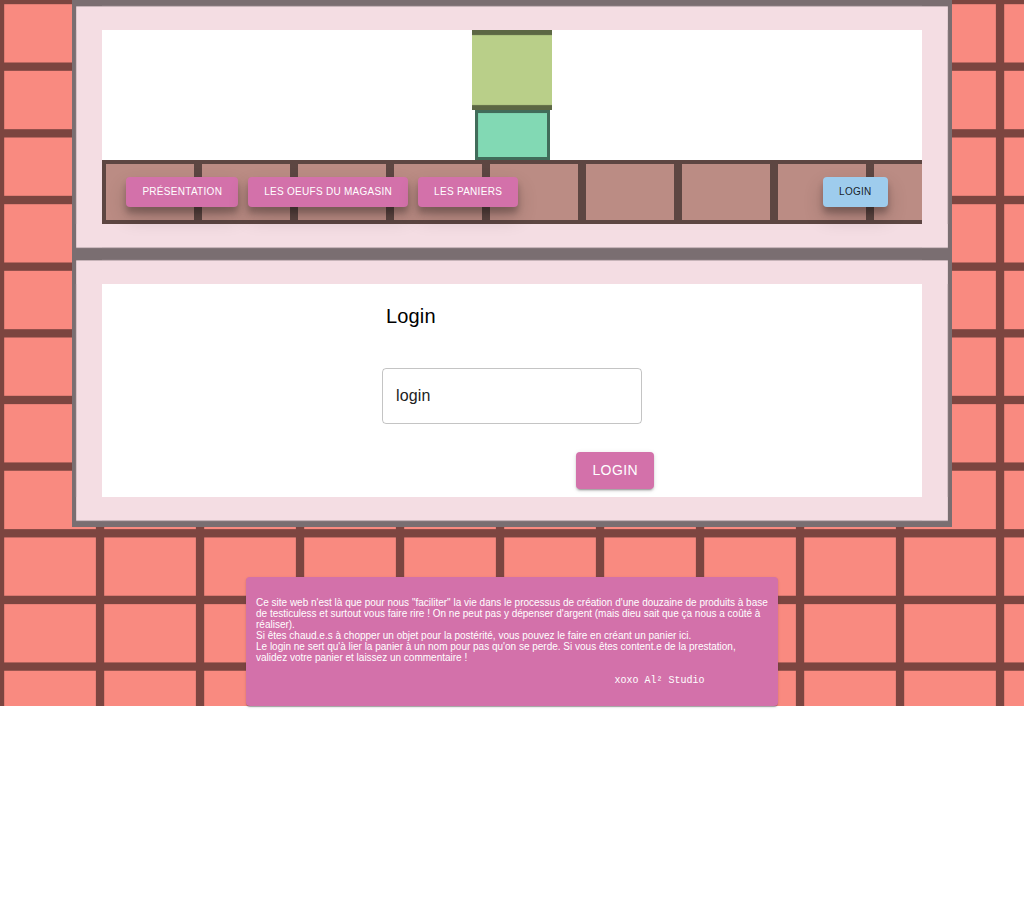 PRÉSENTATION LES OEUFS DU MAGASIN LES PANIERS LOGIN
Login
login
LOGIN
Ce site web n'est là que pour nous "faciliter" la vie dans le processus de création d'une douzaine de produits à base
de testiculess et surtout vous faire rire ! On ne peut pas y dépenser d'argent (mais dieu sait que ça nous a coûté à
réaliser).
Si êtes chaud.e.s à chopper un objet pour la postérité, vous pouvez le faire en créant un panier ici.
Le login ne sert qu'à lier la panier à un nom pour pas qu'on se perde. Si vous êtes content.e de la prestation,
validez votre panier et laissez un commentaire !
xoxo Al² Studio